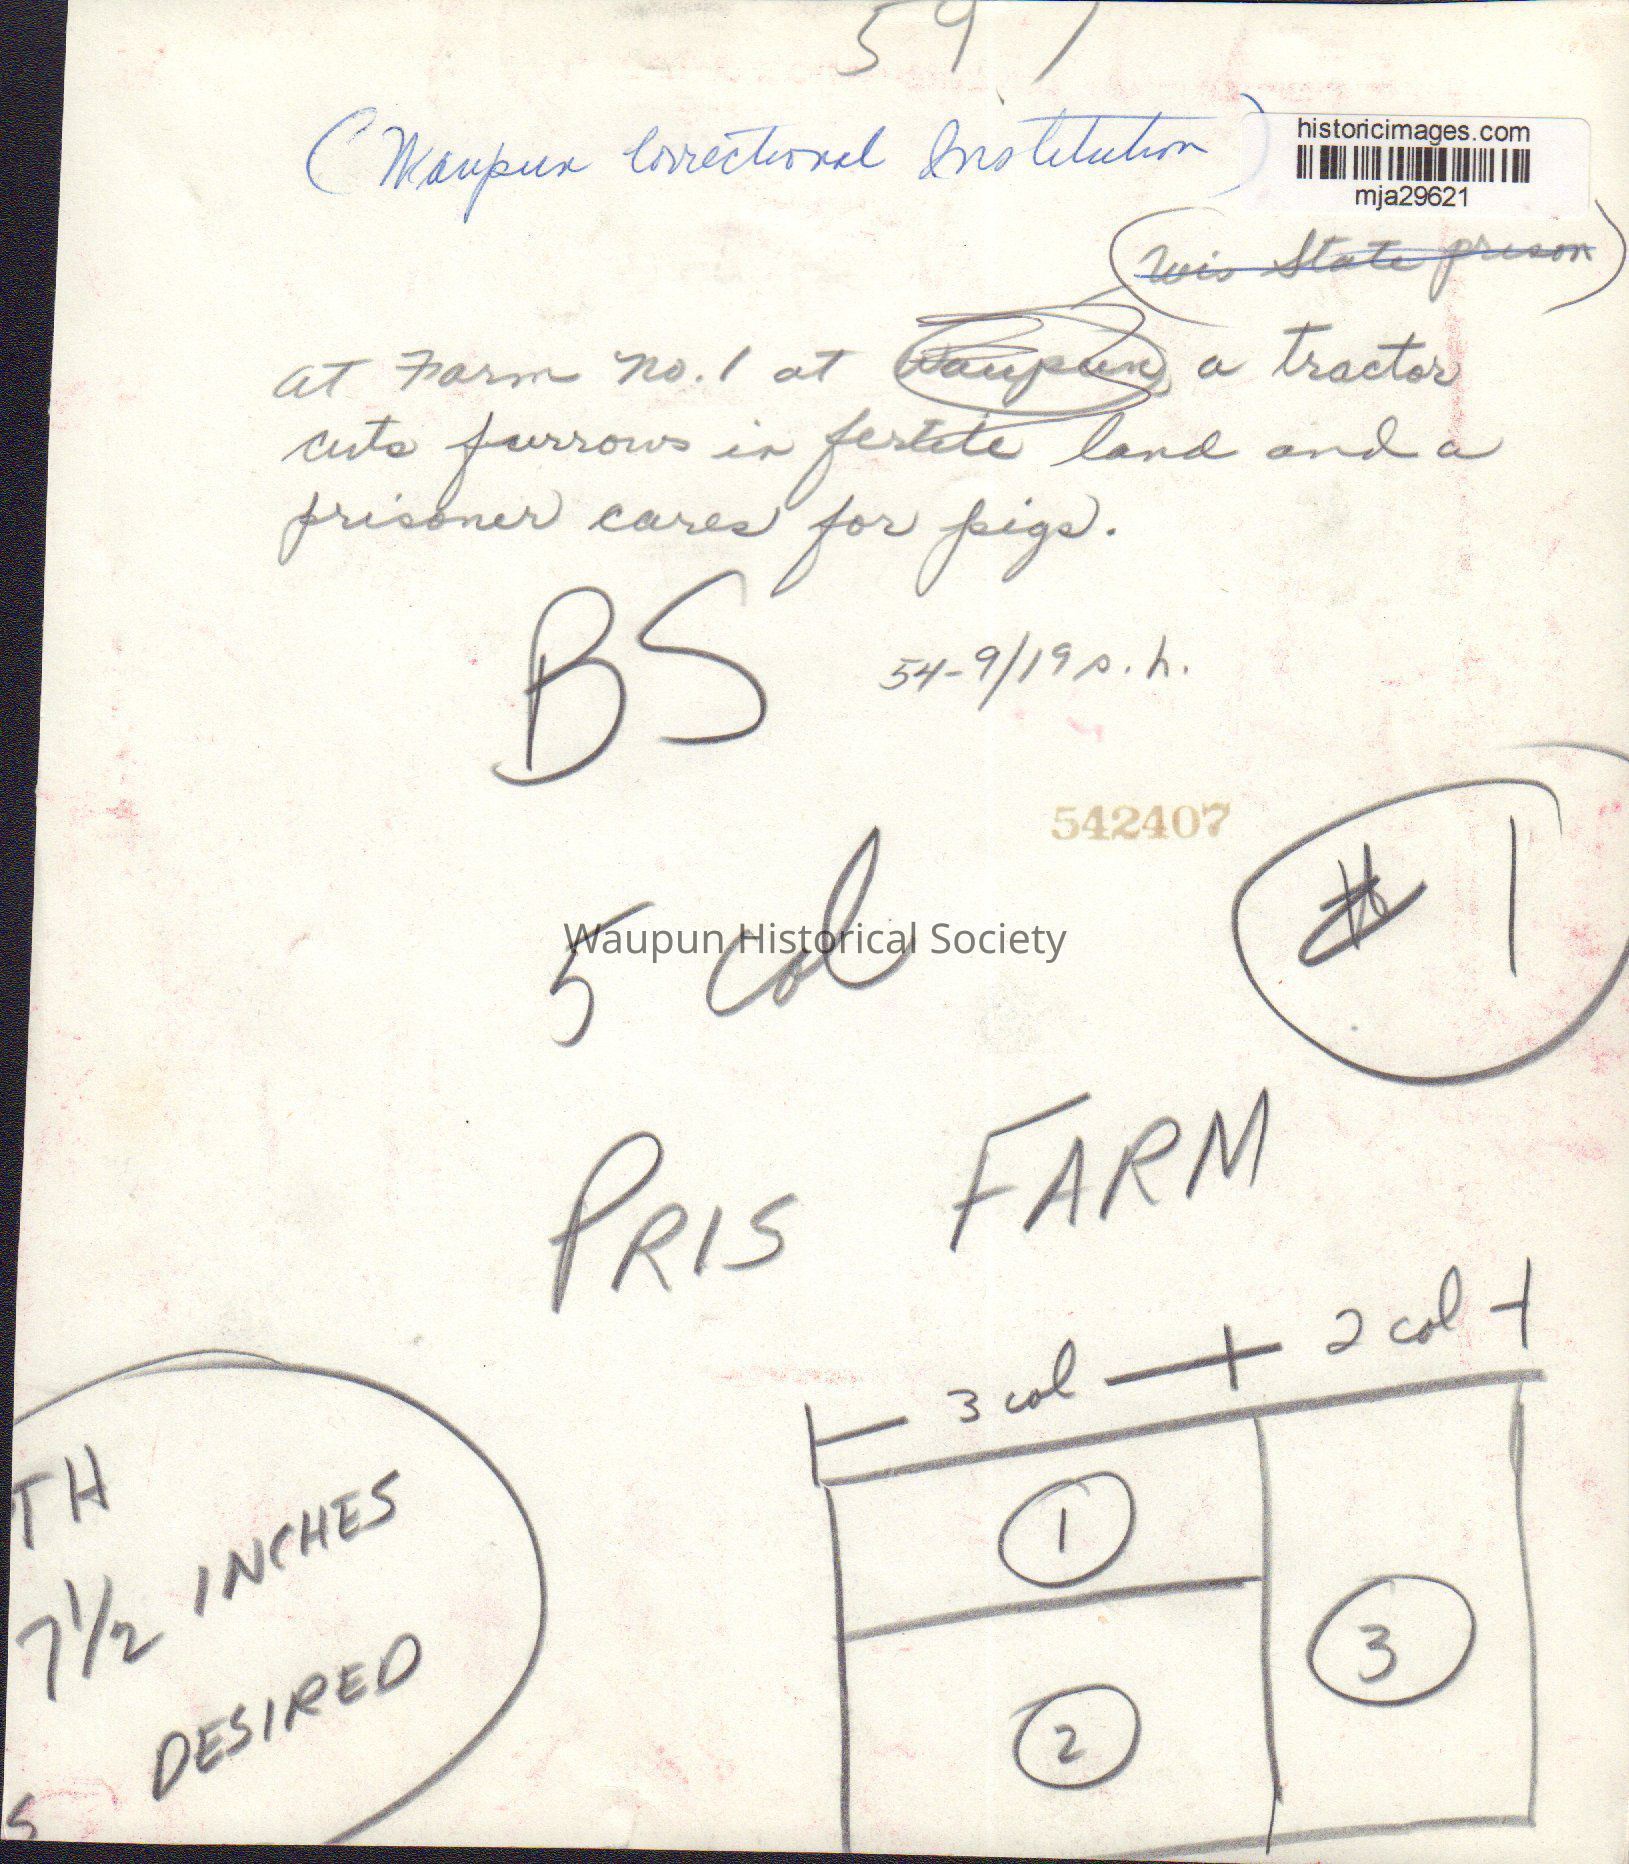 597
(Waupun Correctional Institution)
historicimages.com
mja29621
Wis State prison
at Farm No. 1 at Waupun, a tractor
cuts furrows in fertile land and a
prisoner cares for pigs.
BS
54-9/19 s.h.
542407
# 1
5 col
Waupun Historical Society
PRIS FARM
3 col 2 col
1
2
3
TH
7 1/2 INCHES
DESIRED
S